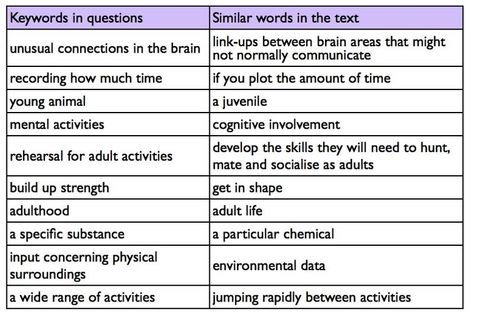 Keywords in questions Similar words in the text
unusual connections in the brain link-ups between brain areas that might
not normally communicate
recording how much time if you plot the amount of time
young animal a juvenile
mental activities cognitive involvement
rehearsal for adult activities develop the skills they will need to hunt,
mate and socialise as adults
build up strength get in shape
adulthood adult life
a specific substance a particular chemical
input concerning physical
surroundings environmental data
a wide range of activities jumping rapidly between activities